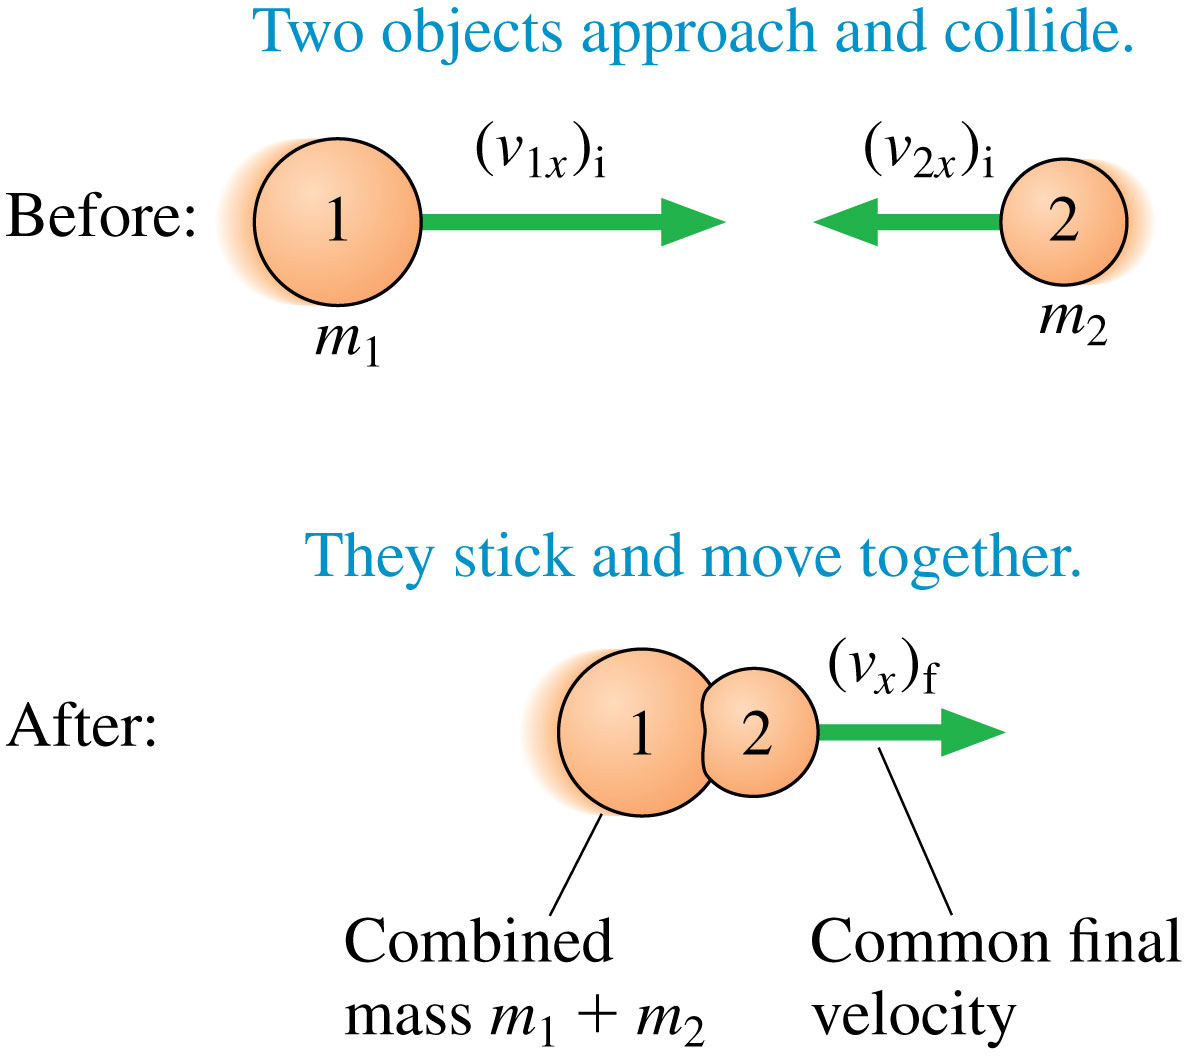 Two objects approach and collide.
(v1x)i
(v2x)i
Before:
1
2
m1
m2
They stick and move together.
(vx)f
After:
1
2
Combined
mass m1 + m2
Common final
velocity